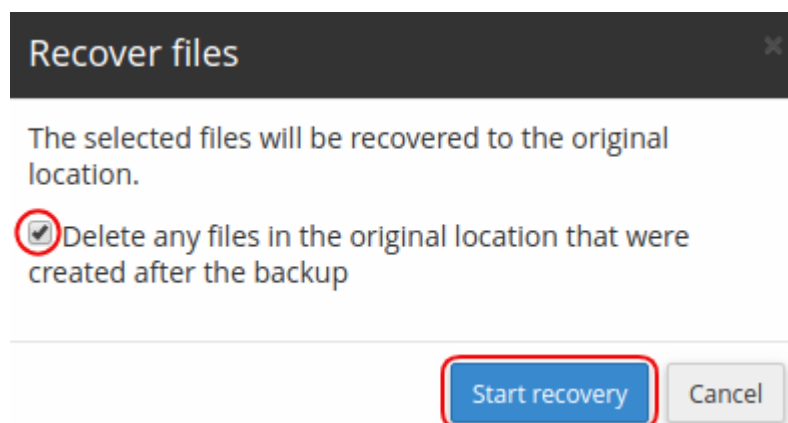 Recover files
The selected files will be recovered to the original
location.
Delete any files in the original location that were
created after the backup
Start recovery
Cancel